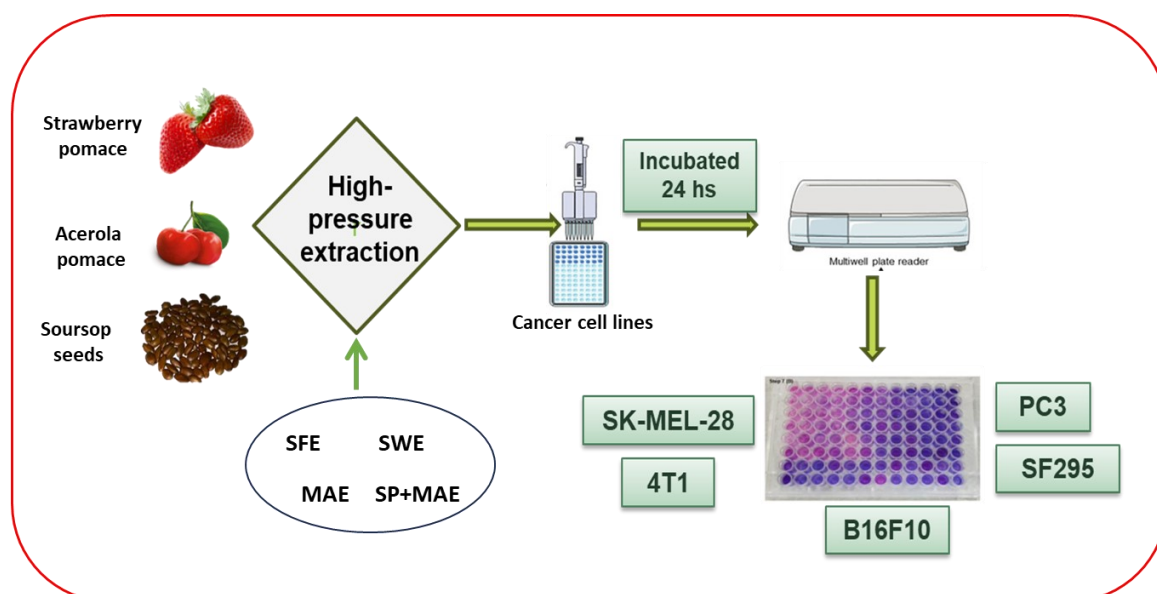 Strawberry
pomace
Acerola
pomace
Soursop
seeds
High-
pressure
extraction
SFE
SWE
MAE
SP+MAE
Cancer cell lines
Incubated
24 hs
Multiwell plate reader
SK-MEL-28
4T1
PC3
SF295
B16F10